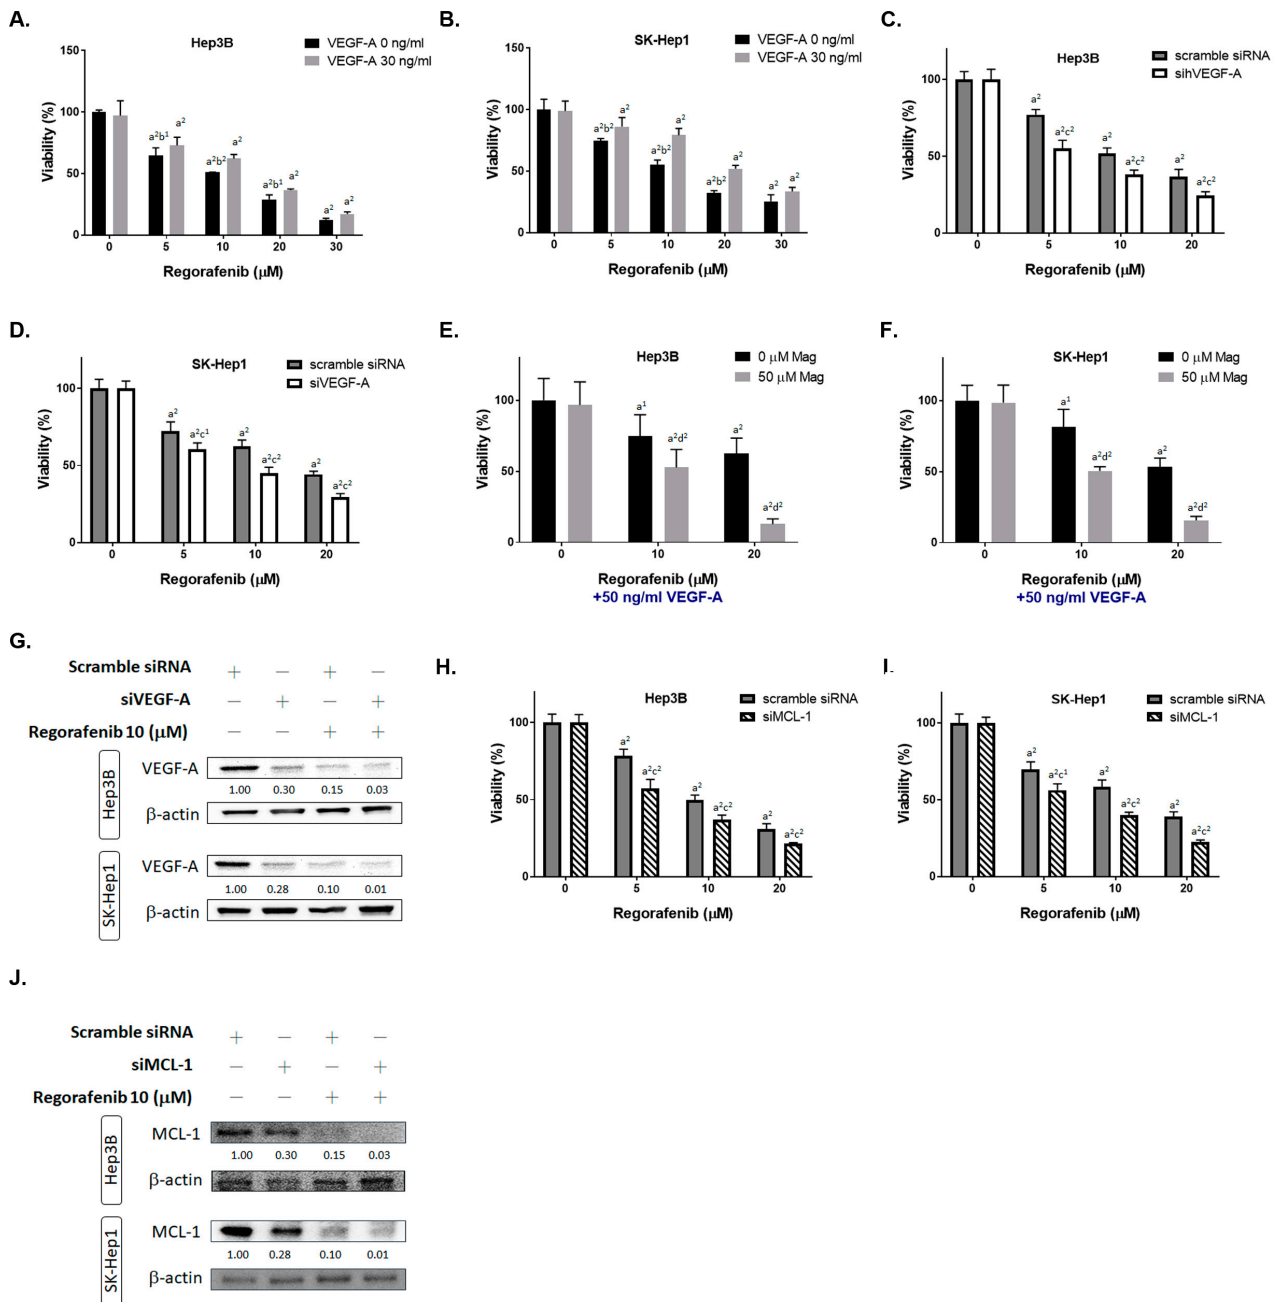 A.
Hep3B
VEGF-A 0 ng/ml
VEGF-A 30 ng/ml
Viability (%)
150
100
50
0
a²b¹
a²
a²b²
a²
a²b¹
a²
a²
a²
0 5 10 20 30
Regorafenib (μM)
B.
SK-Hep1
VEGF-A 0 ng/ml
VEGF-A 30 ng/ml
Viability (%)
150
100
50
0
a²b²
a²
a²b²
a²
a²b²
a²
a²
a²
0 5 10 20 30
Regorafenib (μM)
C.
Hep3B
scramble siRNA
sihVEGF-A
Viability (%)
100
50
0
a²
a²c²
a²
a²c²
a²
a²c²
0 5 10 20
Regorafenib (μM)
D.
SK-Hep1
scramble siRNA
siVEGF-A
Viability (%)
100
50
0
a²
a²c¹
a²
a²c²
a²
a²c²
0 5 10 20
Regorafenib (μM)
E.
Hep3B
0 μM Mag
50 μM Mag
Viability (%)
100
50
0
a¹
a²d²
a²
a²d²
0 10 20
Regorafenib (μM)
+50 ng/ml VEGF-A
F.
SK-Hep1
0 μM Mag
50 μM Mag
Viability (%)
100
50
0
a¹
a²d²
a²
a²d²
0 10 20
Regorafenib (μM)
+50 ng/ml VEGF-A
G.
Scramble siRNA + − + −
siVEGF-A − + − +
Regorafenib 10 (μM) − − + +
Hep3B
VEGF-A
1.00 0.30 0.15 0.03
β-actin
SK-Hep1
VEGF-A
1.00 0.28 0.10 0.01
β-actin
H.
Hep3B
scramble siRNA
siMCL-1
Viability (%)
100
50
0
a²
a²c²
a²
a²c²
a²
a²c²
0 5 10 20
Regorafenib (μM)
I.
SK-Hep1
scramble siRNA
siMCL-1
Viability (%)
100
50
0
a²
a²c¹
a²
a²c²
a²
a²c²
0 5 10 20
Regorafenib (μM)
J.
Scramble siRNA + − + −
siMCL-1 − + − +
Regorafenib 10 (μM) − − + +
Hep3B
MCL-1
1.00 0.30 0.15 0.03
β-actin
SK-Hep1
MCL-1
1.00 0.28 0.10 0.01
β-actin